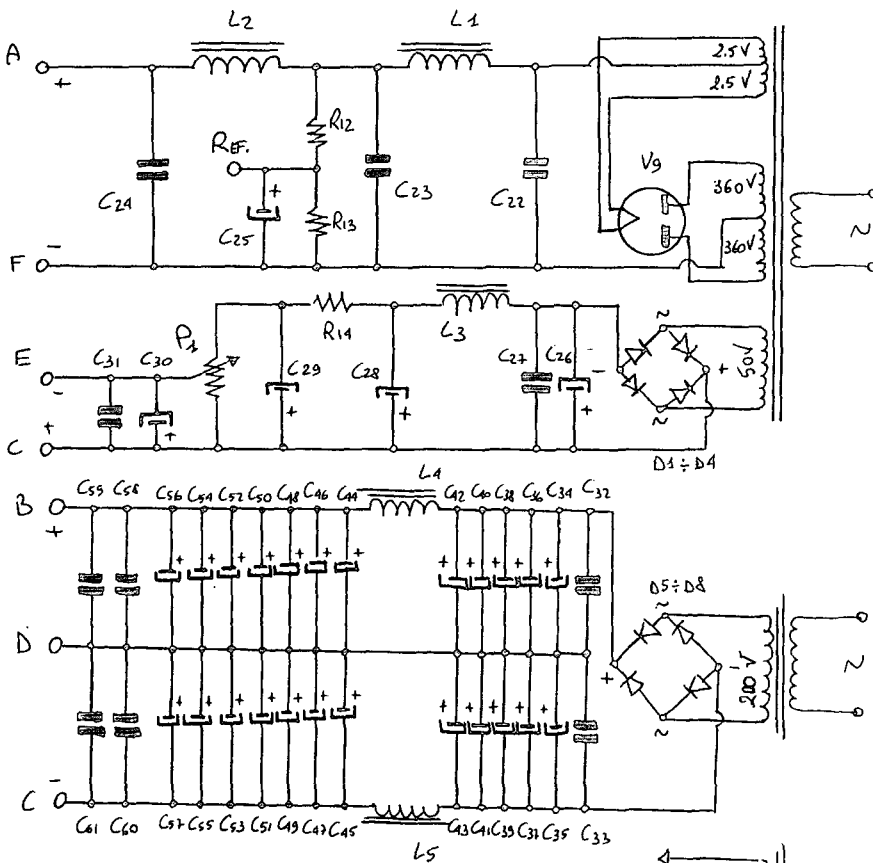 L2 L1
A
+
2.5V
2.5V
R12
REF.
+
V9
C24
C23
C22
C25
R13
360V
360V
~
-
F
P1
R14
L3
E
C31 C30
C29
C28
C27 C26
-
-
~
50V
+
-
+
+
+
+
+
~
C
D1÷D4
C59 C58 C56 C54 C52 C50 C48 C46 C44
L4
C42 C40 C38 C36 C34 C32
B
+
+ + + + + + +
+ + + + +
D5÷D8
~
D
+
200V
~
+ + + + + + +
+ + + + +
~
-
C
C61 C60 C57 C55 C53 C51 C49 C47 C45
L5
C43 C41 C39 C37 C35 C33